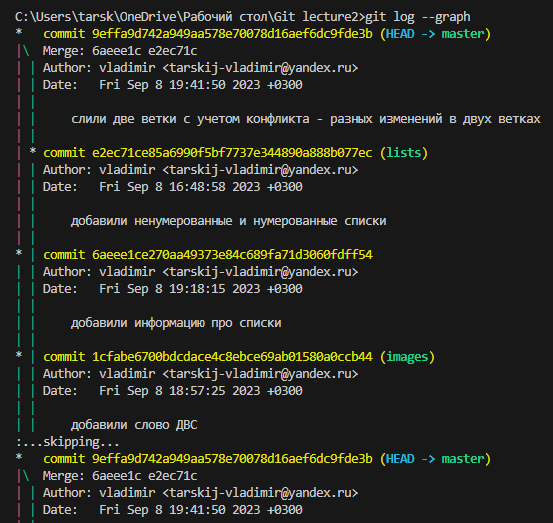 C:\Users\tarsk\OneDrive\Рабочий стол\Git lecture2>git log --graph
*   commit 9effa9d742a949aa578e70078d16aef6dc9fde3b (HEAD -> master)
|\  Merge: 6aeee1c e2ec71c
| | Author: vladimir <tarskij-vladimir@yandex.ru>
| | Date:   Fri Sep 8 19:41:50 2023 +0300
| |
| |     слили две ветки с учетом конфликта - разных изменений в двух ветках
| |
| * commit e2ec71ce85a6990f5bf7737e344890a888b077ec (lists)
| | Author: vladimir <tarskij-vladimir@yandex.ru>
| | Date:   Fri Sep 8 16:48:58 2023 +0300
| |
| |     добавили ненумерованные и нумерованные списки
| |
* | commit 6aeee1ce270aa49373e84c689fa71d3060fdff54
| | Author: vladimir <tarskij-vladimir@yandex.ru>
| | Date:   Fri Sep 8 19:18:15 2023 +0300
| |
| |     добавили информацию про списки
| |
* | commit 1cfabe6700bdcdace4c8ebce69ab01580a0ccb44 (images)
| | Author: vladimir <tarskij-vladimir@yandex.ru>
| | Date:   Fri Sep 8 18:57:25 2023 +0300
| |
| |     добавили слово ДВС
:...skipping...
*   commit 9effa9d742a949aa578e70078d16aef6dc9fde3b (HEAD -> master)
|\  Merge: 6aeee1c e2ec71c
| | Author: vladimir <tarskij-vladimir@yandex.ru>
| | Date:   Fri Sep 8 19:41:50 2023 +0300